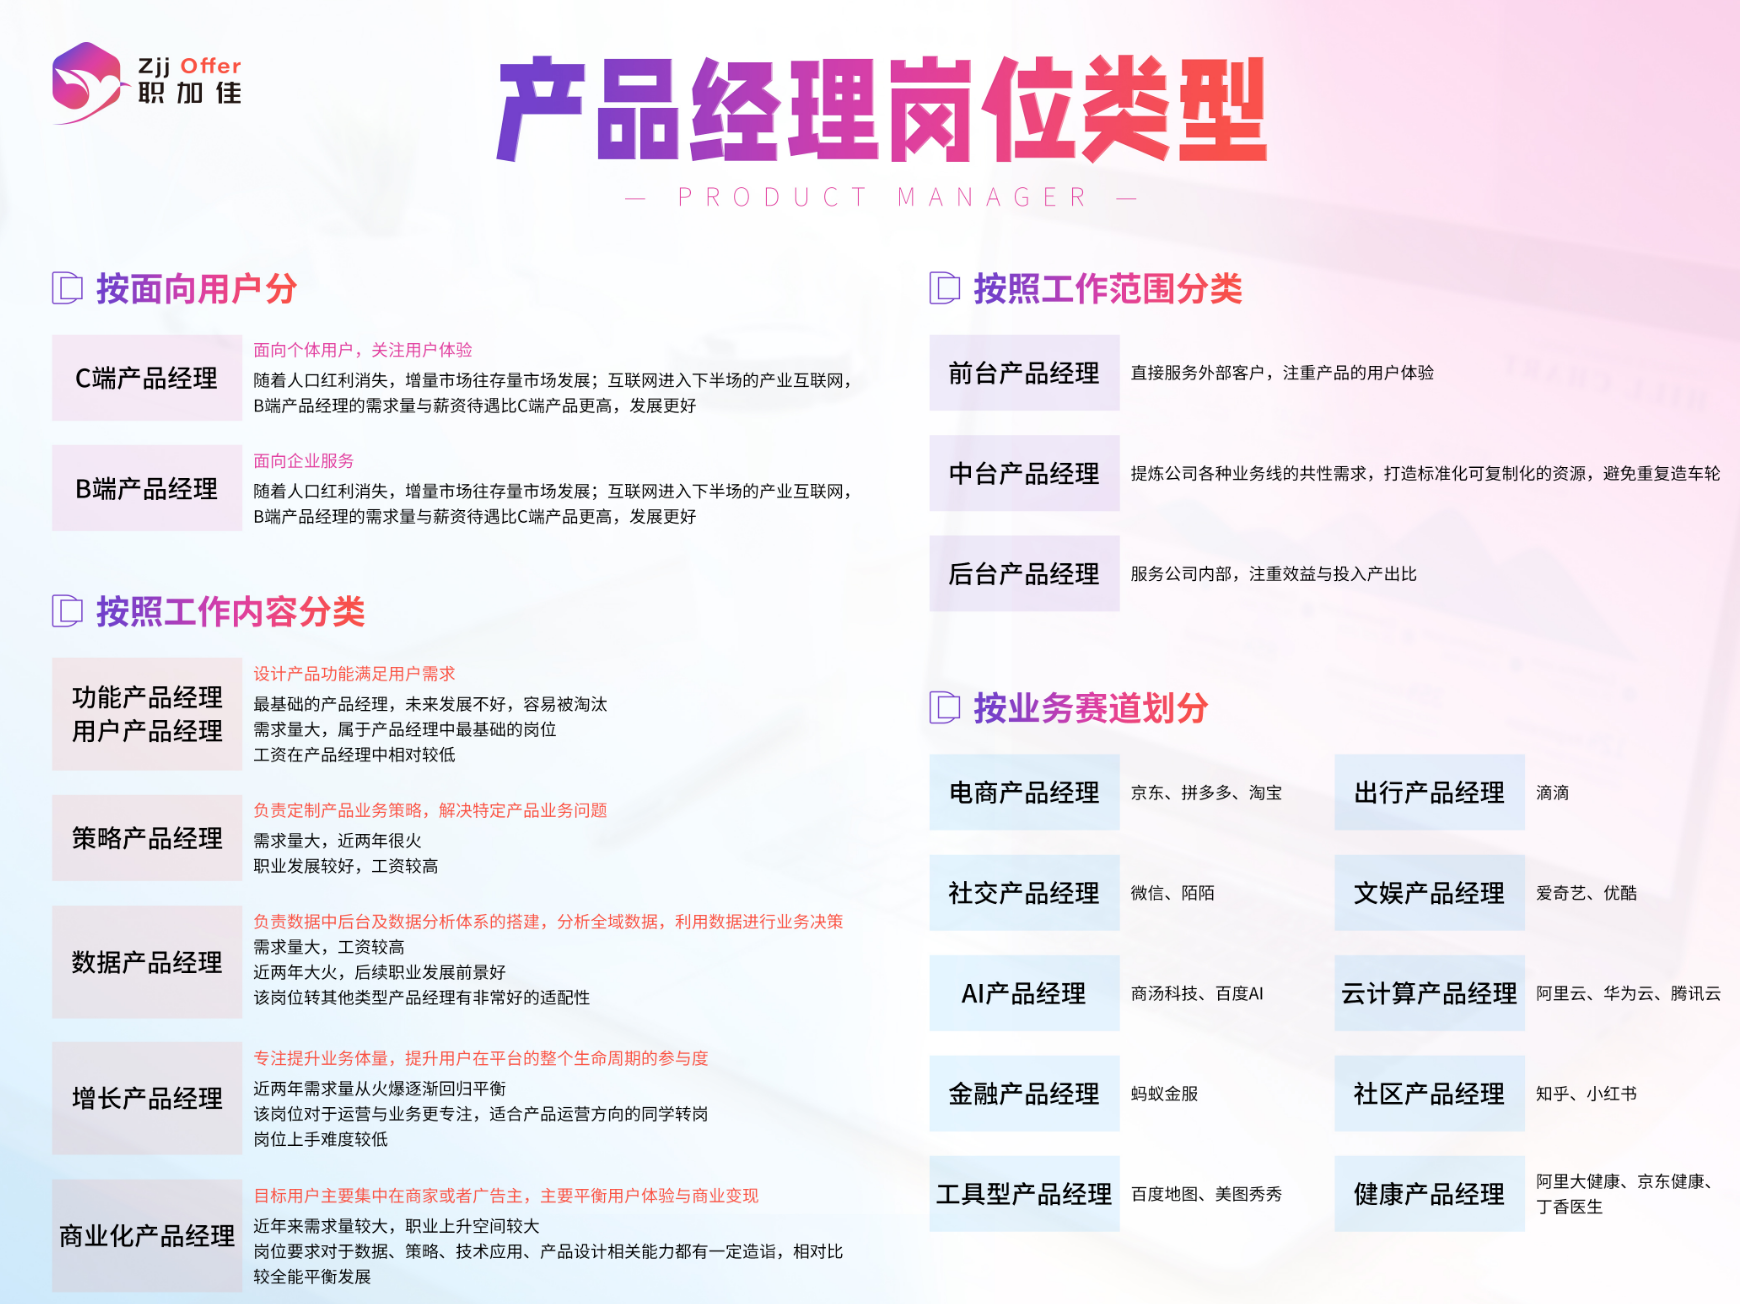 Zjj Offer
职加佳
产品经理岗位类型
— PRODUCT MANAGER —
按面向用户分
C端产品经理
面向个体用户，关注用户体验
随着人口红利消失，增量市场往存量市场发展；互联网进入下半场的产业互联网，
B端产品经理的需求量与薪资待遇比C端产品更高，发展更好
B端产品经理
面向企业服务
随着人口红利消失，增量市场往存量市场发展；互联网进入下半场的产业互联网，
B端产品经理的需求量与薪资待遇比C端产品更高，发展更好
按照工作内容分类
功能产品经理
用户产品经理
设计产品功能满足用户需求
最基础的产品经理，未来发展不好，容易被淘汰
需求量大，属于产品经理中最基础的岗位
工资在产品经理中相对较低
策略产品经理
负责定制产品业务策略，解决特定产品业务问题
需求量大，近两年很火
职业发展较好，工资较高
数据产品经理
负责数据中后台及数据分析体系的搭建，分析全域数据，利用数据进行业务决策
需求量大，工资较高
近两年大火，后续职业发展前景好
该岗位转其他类型产品经理有非常好的适配性
增长产品经理
专注提升业务体量，提升用户在平台的整个生命周期的参与度
近两年需求量从火爆逐渐回归平衡
该岗位对于运营与业务更专注，适合产品运营方向的同学转岗
岗位上手难度较低
商业化产品经理
目标用户主要集中在商家或者广告主，主要平衡用户体验与商业变现
近年来需求量较大，职业上升空间较大
岗位要求对于数据、策略、技术应用、产品设计相关能力都有一定造诣，相对比
较全能平衡发展
按照工作范围分类
前台产品经理
直接服务外部客户，注重产品的用户体验
中台产品经理
提炼公司各种业务线的共性需求，打造标准化可复制化的资源，避免重复造车轮
后台产品经理
服务公司内部，注重效益与投入产出比
按业务赛道划分
电商产品经理
京东、拼多多、淘宝
出行产品经理
滴滴
社交产品经理
微信、陌陌
文娱产品经理
爱奇艺、优酷
AI产品经理
商汤科技、百度AI
云计算产品经理
阿里云、华为云、腾讯云
金融产品经理
蚂蚁金服
社区产品经理
知乎、小红书
工具型产品经理
百度地图、美图秀秀
健康产品经理
阿里大健康、京东健康、
丁香医生